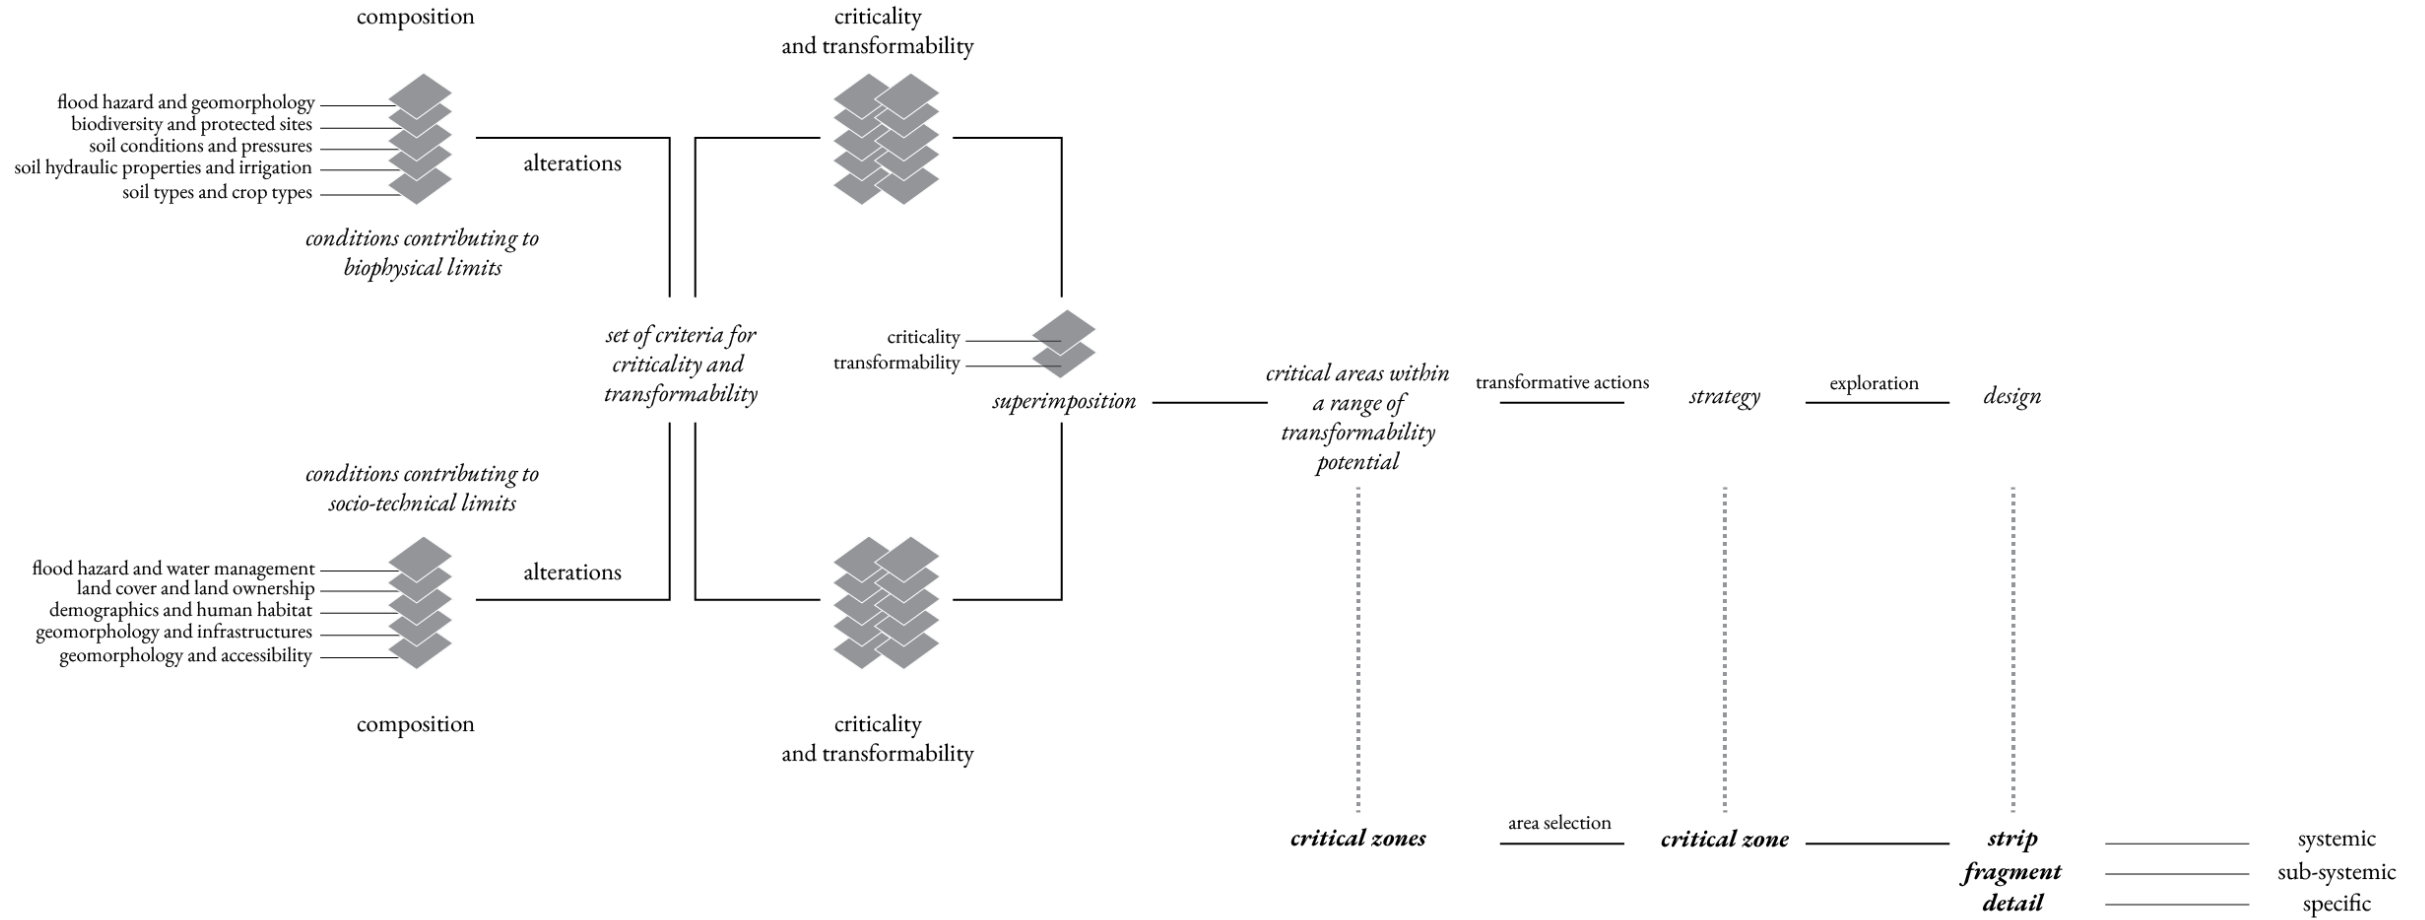 composition
criticality
and transformability
flood hazard and geomorphology
biodiversity and protected sites
soil conditions and pressures
soil hydraulic properties and irrigation
soil types and crop types
alterations
conditions contributing to
biophysical limits
set of criteria for
criticality and
transformability
criticality
transformability
superimposition
critical areas within
a range of
transformability
potential
transformative actions
strategy
exploration
design
conditions contributing to
socio-technical limits
flood hazard and water management
land cover and land ownership
demographics and human habitat
geomorphology and infrastructures
geomorphology and accessibility
alterations
composition
criticality
and transformability
critical zones
area selection
critical zone
strip
systemic
fragment
sub-systemic
detail
specific